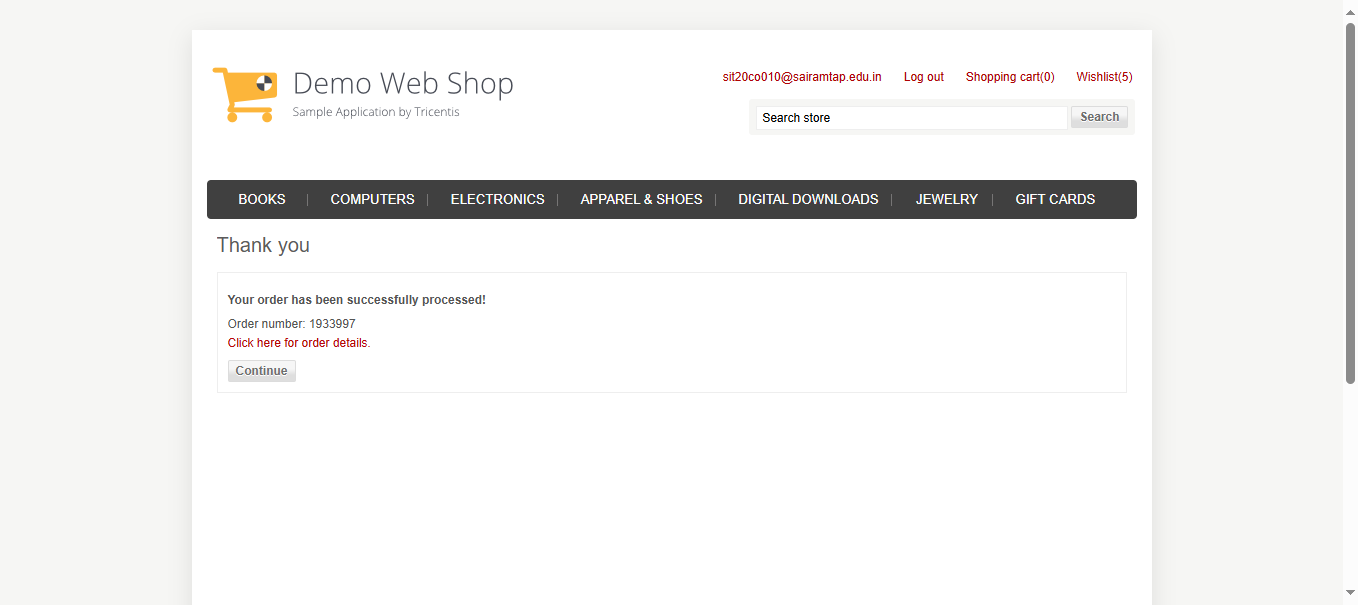 Demo Web Shop
Sample Application by Tricentis
sit20co010@sairamtap.edu.in Log out Shopping cart(0) Wishlist(5)
Search store Search
BOOKS COMPUTERS ELECTRONICS APPAREL & SHOES DIGITAL DOWNLOADS JEWELRY GIFT CARDS
Thank you
Your order has been successfully processed!
Order number: 1933997
Click here for order details.
Continue